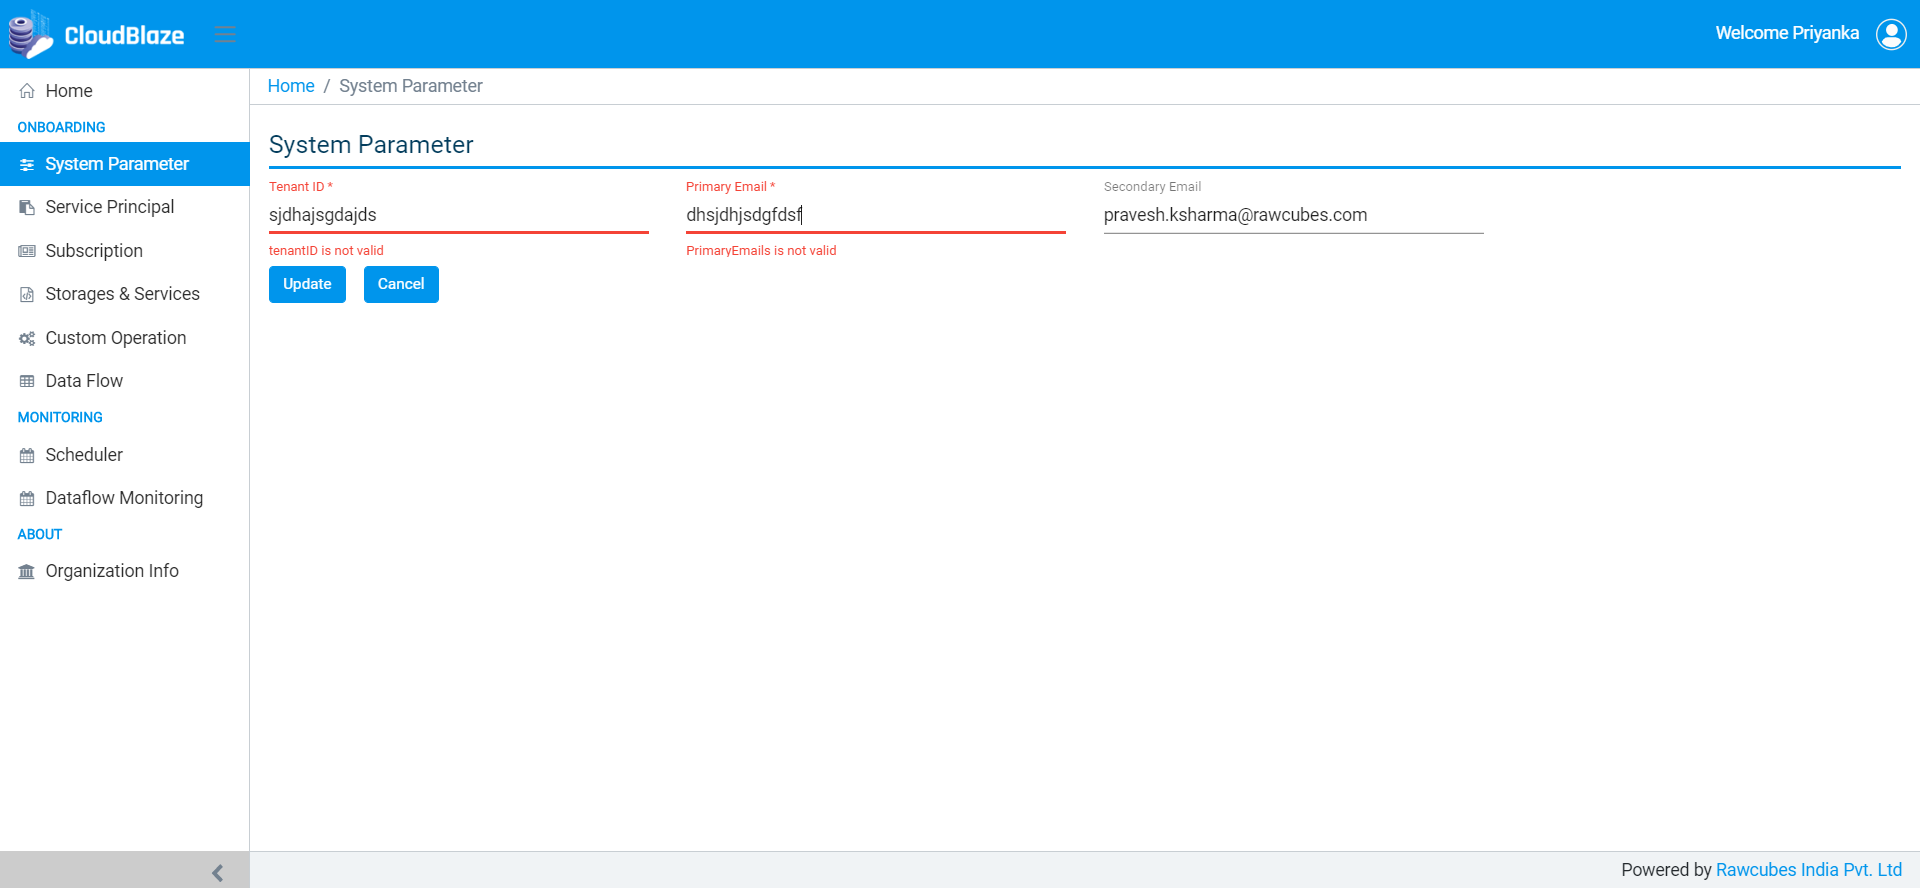 CloudBlaze
Welcome Priyanka
Home
ONBOARDING
System Parameter
Service Principal
Subscription
Storages & Services
Custom Operation
Data Flow
MONITORING
Scheduler
Dataflow Monitoring
ABOUT
Organization Info
Home / System Parameter
System Parameter
Tenant ID *
sjdhajsgdajds
tenantID is not valid
Primary Email *
dhsjdhjsdgfdsf
PrimaryEmails is not valid
Secondary Email
pravesh.ksharma@rawcubes.com
Update
Cancel
Powered by Rawcubes India Pvt. Ltd